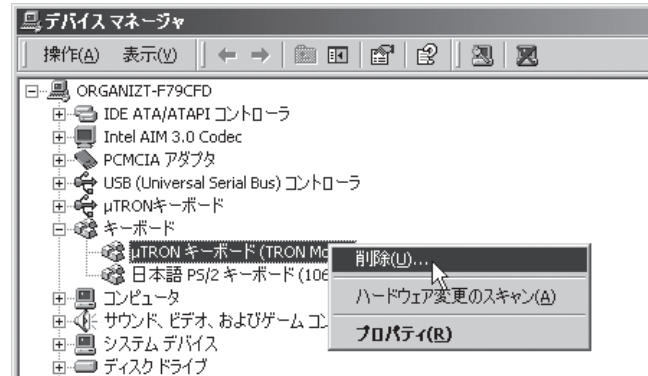 デバイス マネージャ
操作(A) 表示(V)
ORGANIZT-F79CFD
IDE ATA/ATAPI コントローラ
Intel AIM 3.0 Codec
PCMCIA アダプタ
USB (Universal Serial Bus) コントローラ
μTRONキーボード
キーボード
μTRON キーボード (TRON Mo
日本語 PS/2 キーボード (106
コンピュータ
サウンド、ビデオ、およびゲーム コン
システム デバイス
ディスク ドライブ
削除(U)...
ハードウェア変更のスキャン(A)
プロパティ(R)